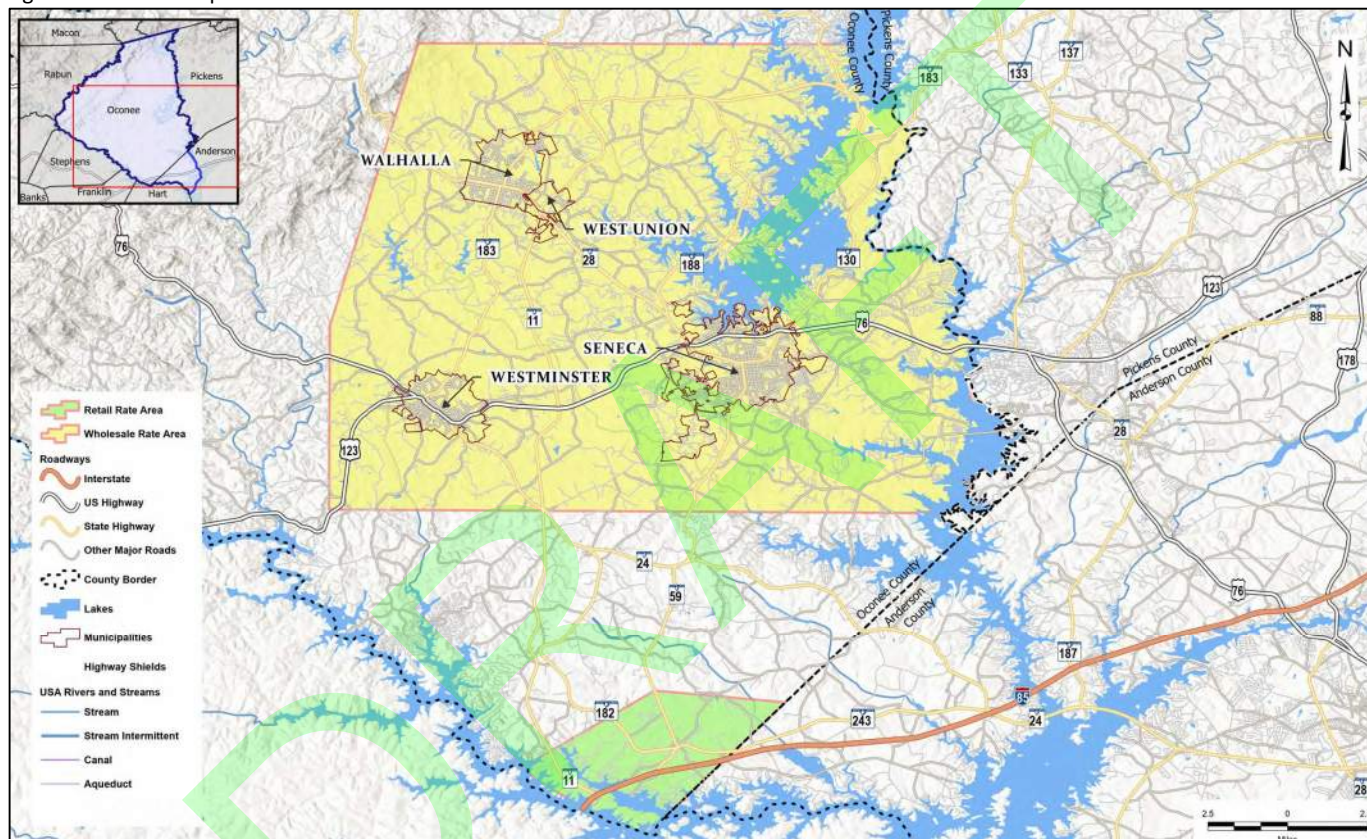 Macon
Rabun
Pickens
Oconee
Stephens
Anderson
Franklin
Hart
Banks
Oconee County
Pickens County
N
137
133
183
76
WALHALLA
WEST UNION
183
28
188
130
123
88
11
76
178
SENECA
WESTMINSTER
Pickens County
Anderson County
28
123
24
59
Oconee County
Anderson
County
76
187
85
182
243
24
11
28
Retail Rate Area
Wholesale Rate Area
Roadways
Interstate
US Highway
State Highway
Other Major Roads
County Border
Lakes
Municipalities
Highway Shields
USA Rivers and Streams
Stream
Stream Intermittent
Canal
Aqueduct
2.5
0
DRAFT